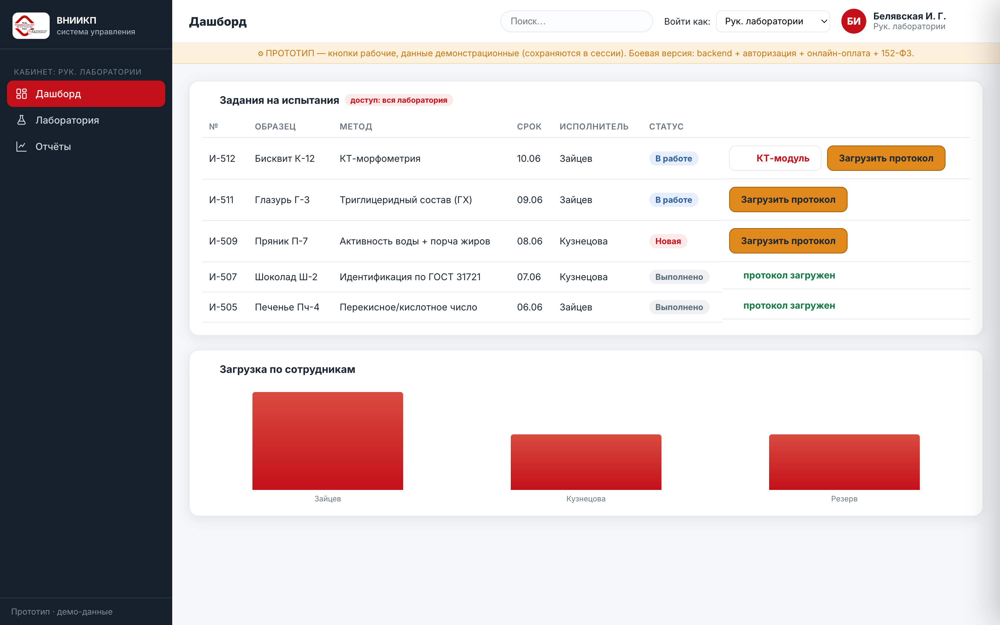 ВНИИКП
система управления
Дашборд
Поиск...
Войти как:
Рук. лаборатории
БИ
Белявская И. Г.
Рук. лаборатории
⚙ ПРОТОТИП — кнопки рабочие, данные демонстрационные (сохраняются в сессии). Боевая версия: backend + авторизация + онлайн-оплата + 152-ФЗ.
КАБИНЕТ: РУК. ЛАБОРАТОРИИ
Дашборд
Лаборатория
Отчёты
Задания на испытания доступ: вся лаборатория
№ ОБРАЗЕЦ МЕТОД СРОК ИСПОЛНИТЕЛЬ СТАТУС
И-512 Бисквит К-12 КТ-морфометрия 10.06 Зайцев В работе КТ-модуль Загрузить протокол
И-511 Глазурь Г-3 Триглицеридный состав (ГХ) 09.06 Зайцев В работе Загрузить протокол
И-509 Пряник П-7 Активность воды + порча жиров 08.06 Кузнецова Новая Загрузить протокол
И-507 Шоколад Ш-2 Идентификация по ГОСТ 31721 07.06 Кузнецова Выполнено протокол загружен
И-505 Печенье Пч-4 Перекисное/кислотное число 06.06 Зайцев Выполнено протокол загружен
Загрузка по сотрудникам
Зайцев Кузнецова Резерв
Прототип · демо-данные